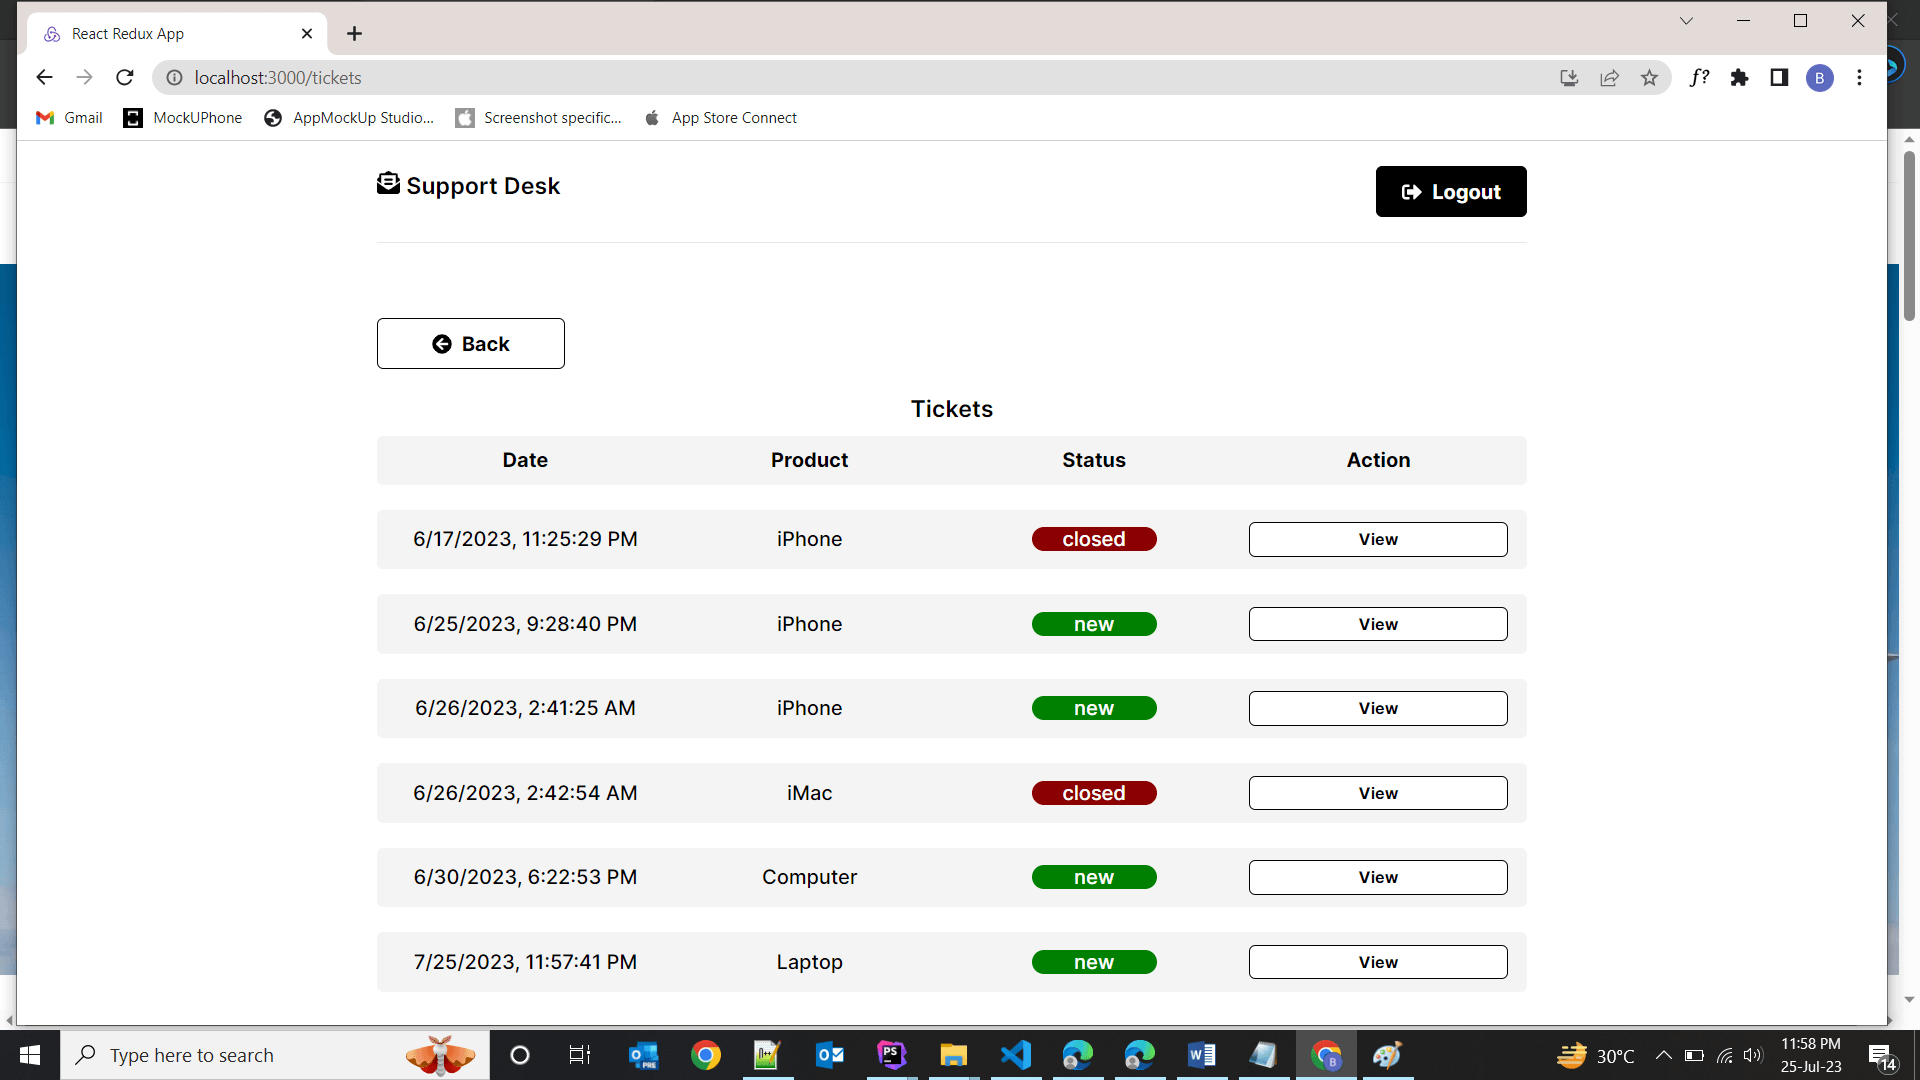 React Redux App
localhost:3000/tickets
f?
B
Gmail
MockUPhone
AppMockUp Studio...
Screenshot specific...
App Store Connect
Support Desk
Logout
Back
Tickets
Date Product Status Action
6/17/2023, 11:25:29 PM iPhone closed View
6/25/2023, 9:28:40 PM iPhone new View
6/26/2023, 2:41:25 AM iPhone new View
6/26/2023, 2:42:54 AM iMac closed View
6/30/2023, 6:22:53 PM Computer new View
7/25/2023, 11:57:41 PM Laptop new View
Type here to search
30°C
11:58 PM
25-Jul-23
14